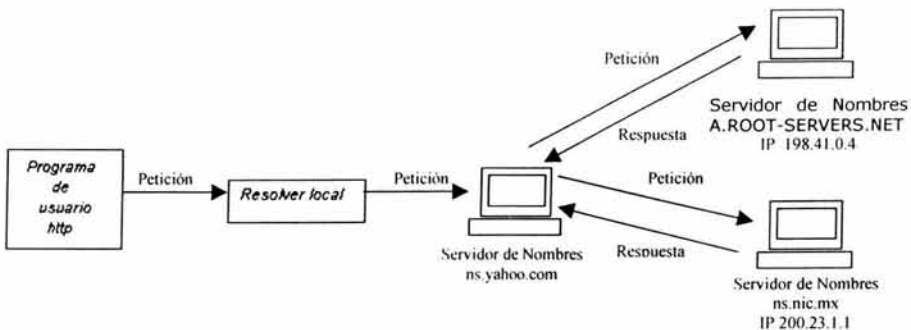 Petición
Servidor de Nombres
A.ROOT-SERVERS.NET
IP 198.41.0.4
Respuesta
Programa
de
usuario
http
Petición
Resolver local
Petición
Petición
Servidor de Nombres
ns.yahoo.com
Respuesta
Servidor de Nombres
ns.nic.mx
IP 200.23.1.1